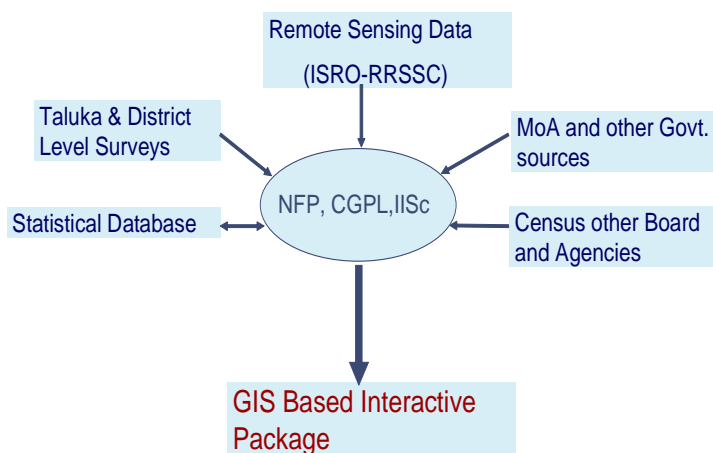 Remote Sensing Data
(ISRO-RRSSC)
Taluka & District
Level Surveys
MoA and other Govt.
sources
NFP, CGPL,IISc
Statistical Database
Census other Board
and Agencies
GIS Based Interactive
Package